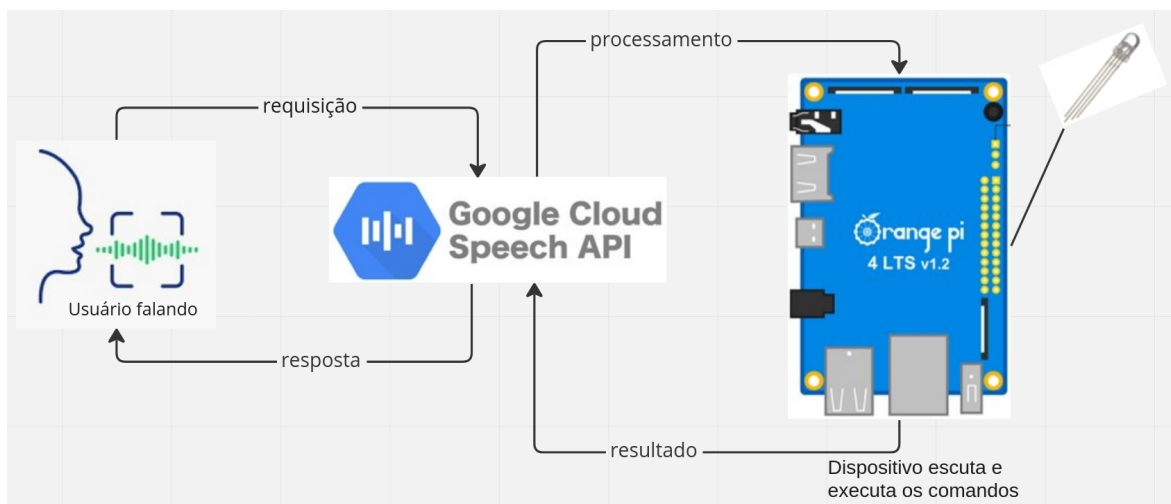 processamento
requisição
Google Cloud
Speech API
Orange pi
4 LTS v1.2
Usuário falando
resposta
resultado
Dispositivo escuta e
executa os comandos